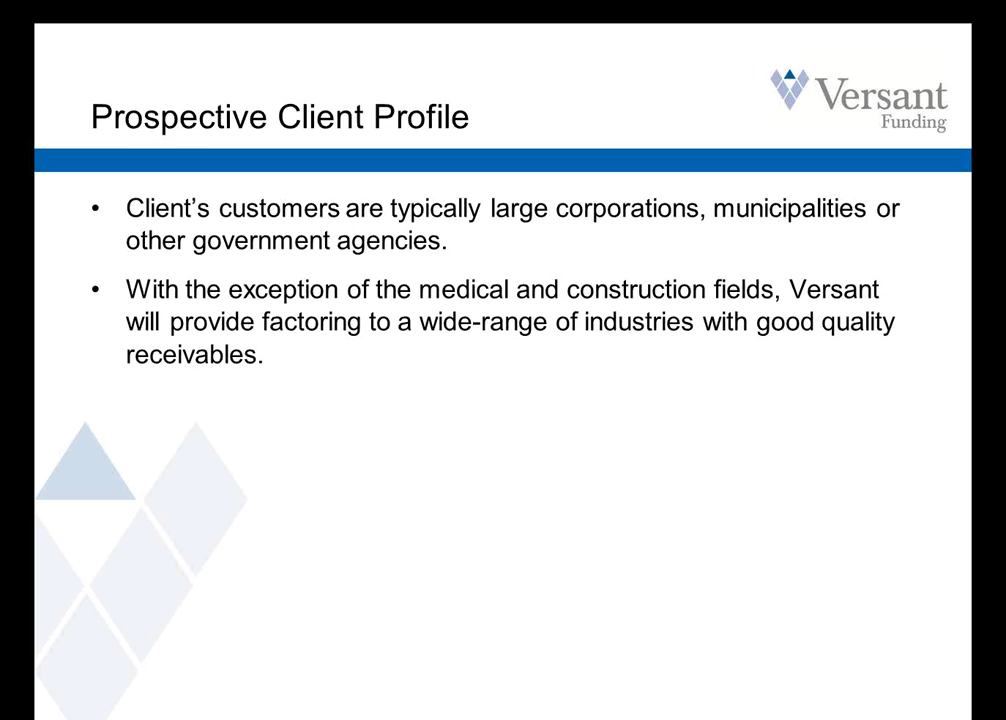 Versant
Funding
Prospective Client Profile
• Client’s customers are typically large corporations, municipalities or
other government agencies.
• With the exception of the medical and construction fields, Versant
will provide factoring to a wide-range of industries with good quality
receivables.